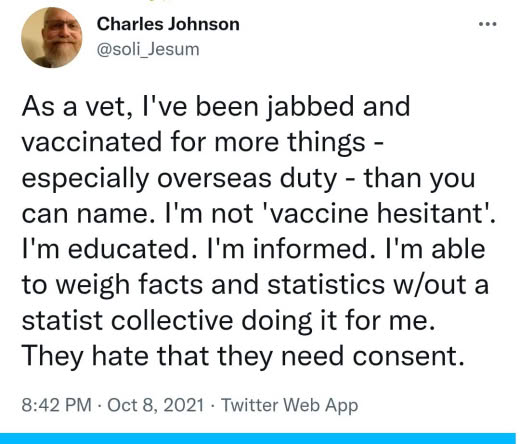 Charles Johnson
@soli_Jesum
As a vet, I've been jabbed and
vaccinated for more things -
especially overseas duty - than you
can name. I'm not 'vaccine hesitant'.
I'm educated. I'm informed. I'm able
to weigh facts and statistics w/out a
statist collective doing it for me.
They hate that they need consent.
8:42 PM · Oct 8, 2021 · Twitter Web App